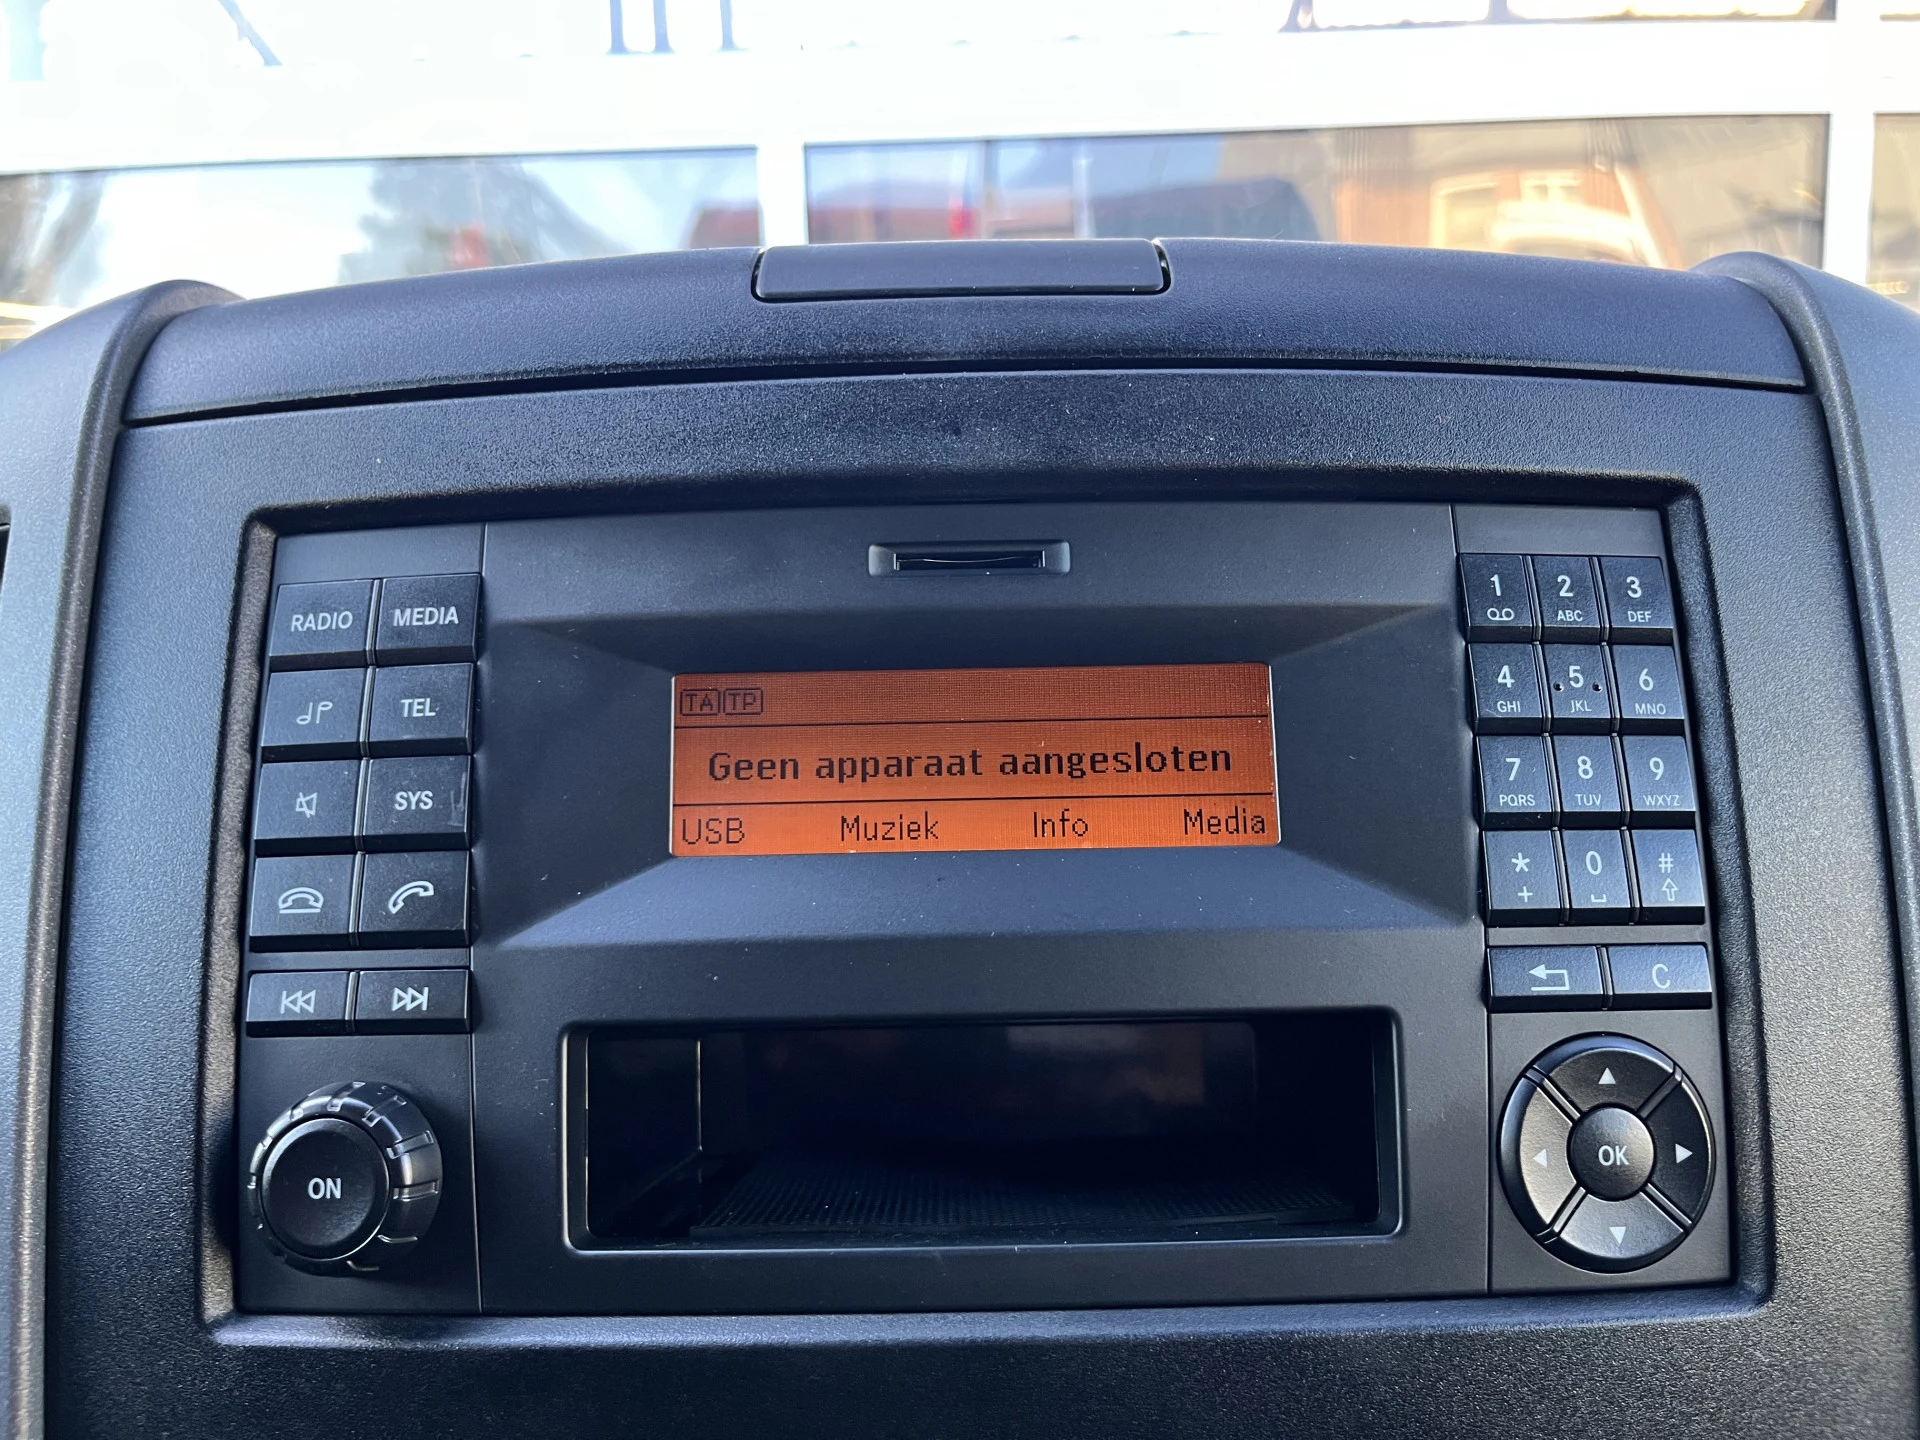 RADIO MEDIA
TEL
SYS
ON
TA TP
Geen apparaat aangesloten
USB Muziek Info Media
1 2 3
ABC DEF
4 5 6
GHI JKL MNO
7 8 9
PQRS TUV WXYZ
* 0 #
+
C
OK